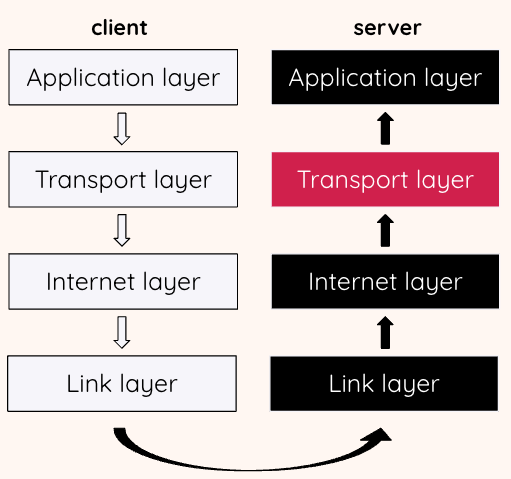 client
server
Application layer
Application layer
Transport layer
Transport layer
Internet layer
Internet layer
Link layer
Link layer